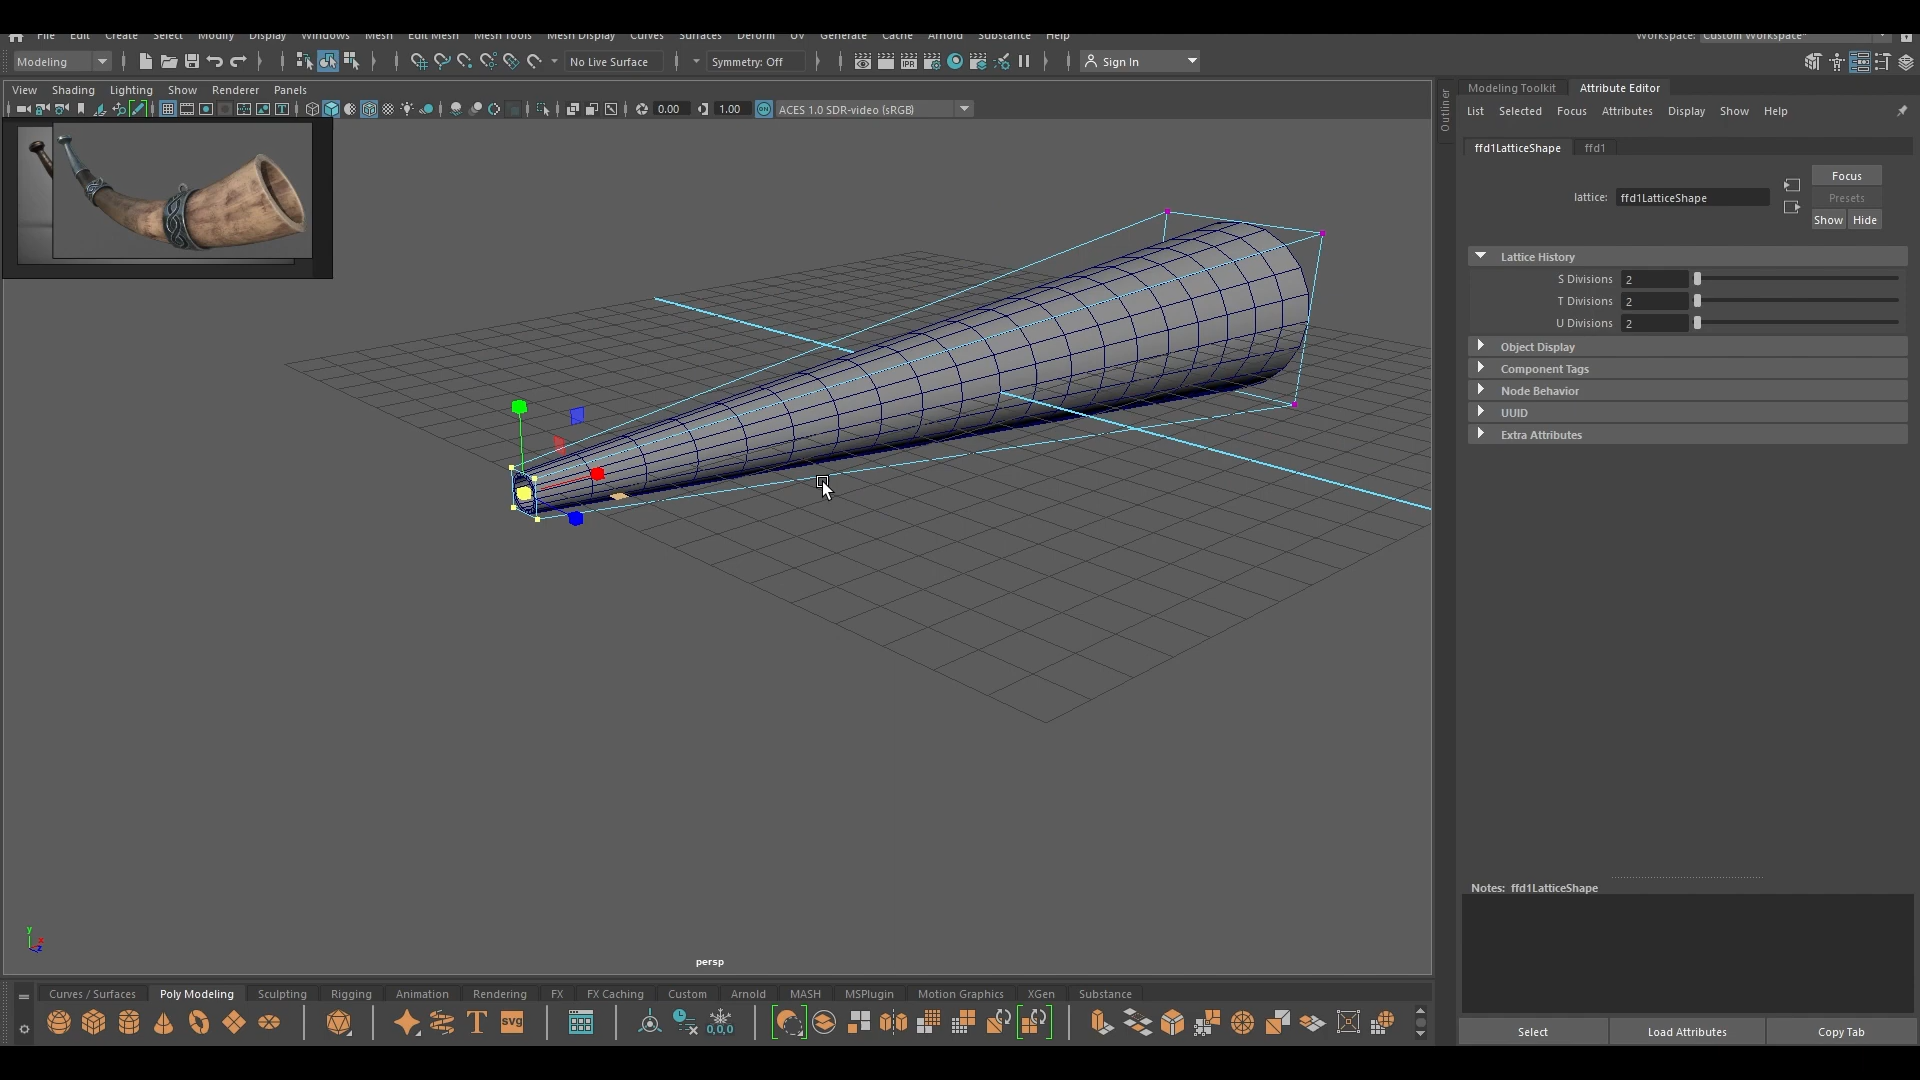 File Edit Create Select Modify Display Windows Mesh Edit Mesh Mesh Tools Mesh Display Curves Surfaces Deform UV Generate Cache Arnold Substance Help Workspace: Custom Workspace*
Modeling No Live Surface Symmetry: Off IPR Sign In
View Shading Lighting Show Renderer Panels
0.00 1.00 ON ACES 1.0 SDR-video (sRGB)
Outliner
Modeling Toolkit Attribute Editor
List Selected Focus Attributes Display Show Help
ffd1LatticeShape ffd1
Focus
lattice: ffd1LatticeShape Presets
Show Hide
Lattice History
S Divisions 2
T Divisions 2
U Divisions 2
Object Display
Component Tags
Node Behavior
UUID
Extra Attributes
Notes: ffd1LatticeShape
Select Load Attributes Copy Tab
y
x
z
persp
Curves / Surfaces Poly Modeling Sculpting Rigging Animation Rendering FX FX Caching Custom Arnold MASH MSPlugin Motion Graphics XGen Substance
T svg 0,0,0